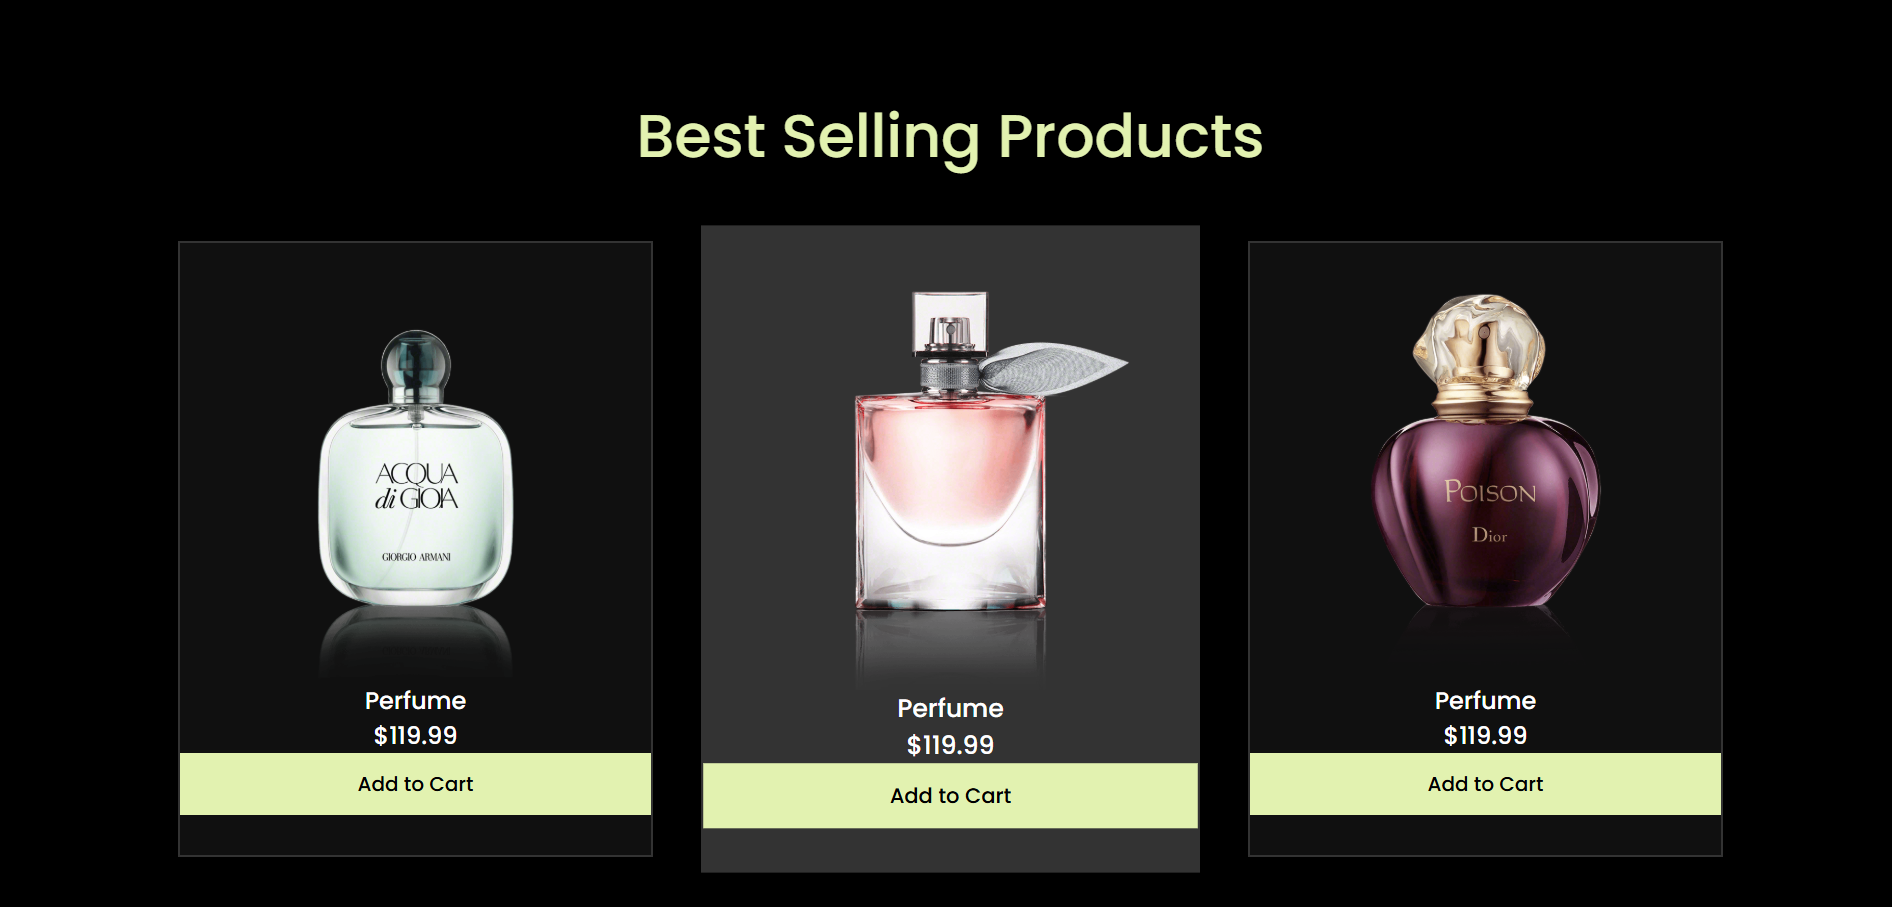 Best Selling Products
ACQUA
di GIOIA
GIORGIO ARMANI
Perfume
$119.99
Add to Cart
Perfume
$119.99
Add to Cart
POISON
Dior
Perfume
$119.99
Add to Cart